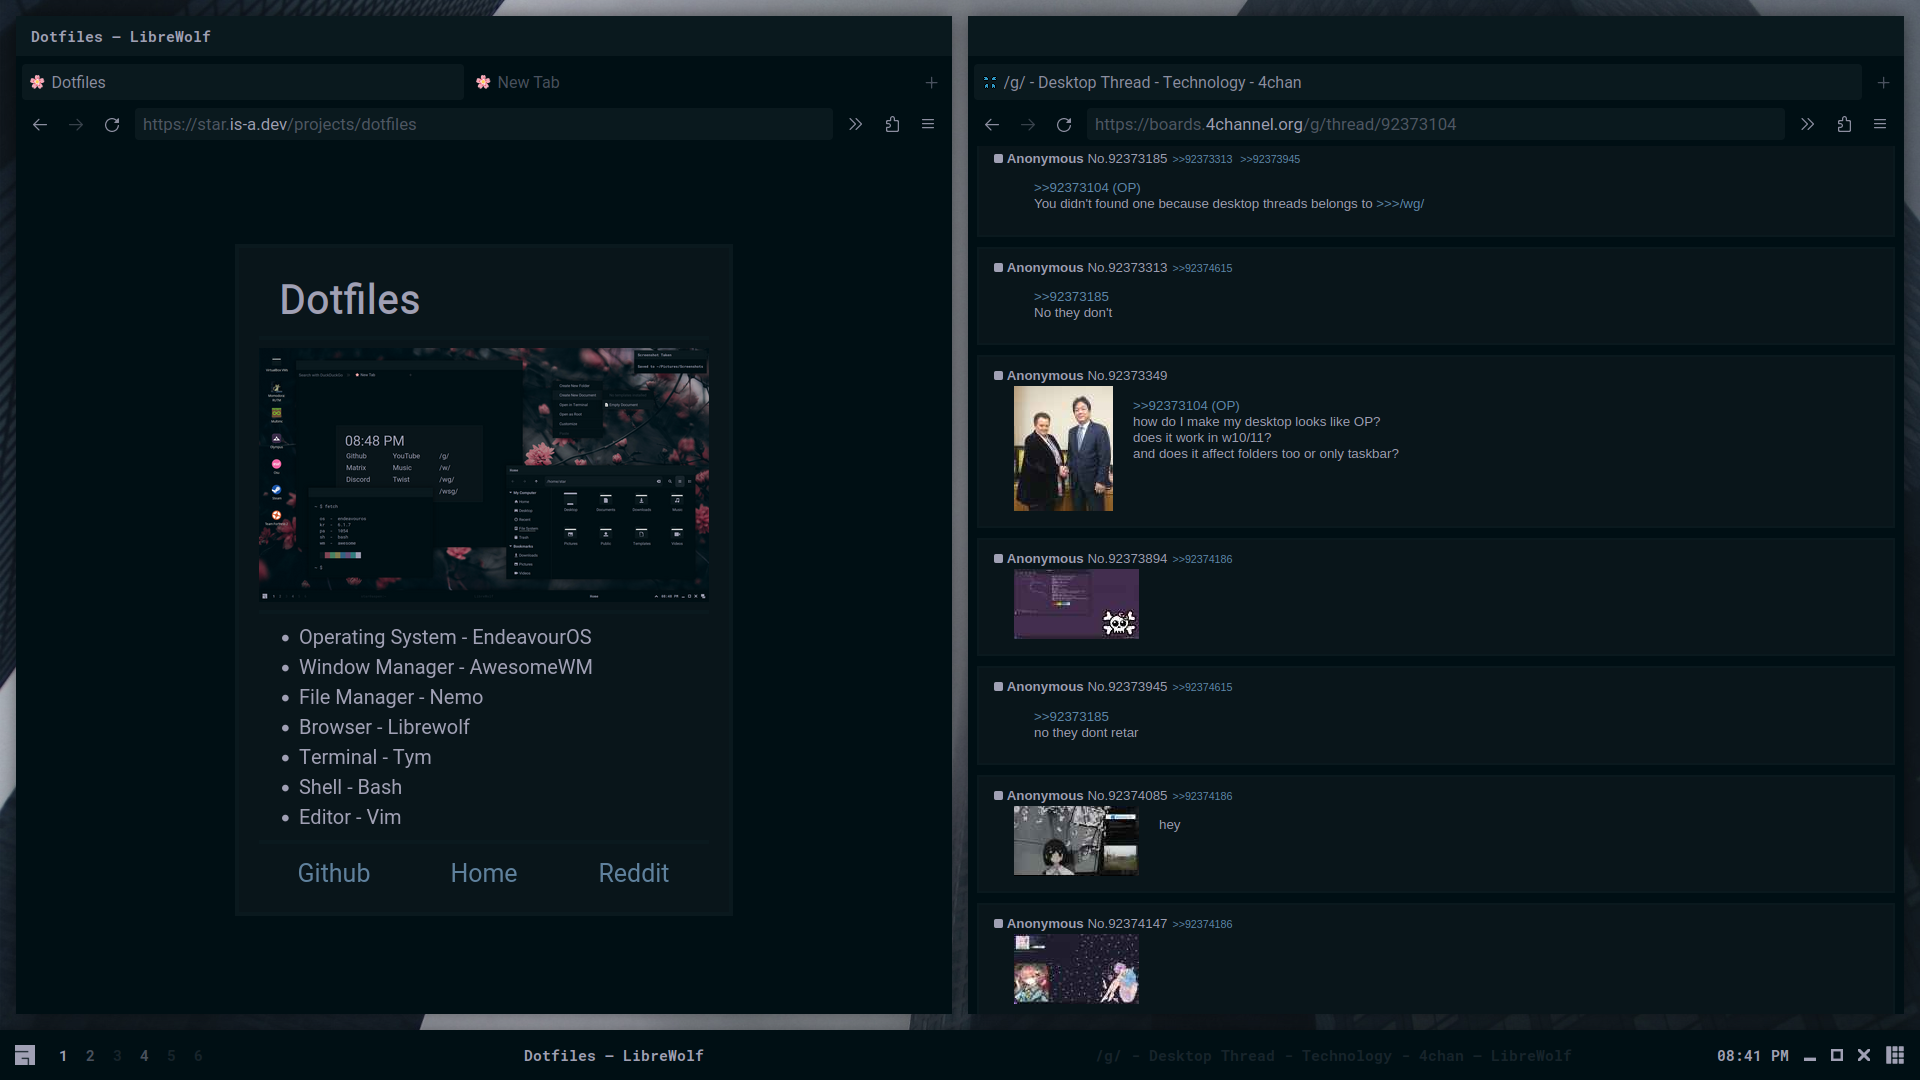 Dotfiles — LibreWolf
Dotfiles
New Tab
https://star.is-a.dev/projects/dotfiles
Dotfiles
08:48 PM
Github YouTube /g/
Matrix Music /w/
Discord Twist /wg/
/wsg/
Operating System - EndeavourOS
Window Manager - AwesomeWM
File Manager - Nemo
Browser - Librewolf
Terminal - Tym
Shell - Bash
Editor - Vim
Github Home Reddit
/g/ - Desktop Thread - Technology - 4chan
https://boards.4channel.org/g/thread/92373104
Anonymous No.92373185 >>92373313 >>92373945
>>92373104 (OP)
You didn't found one because desktop threads belongs to >>>/wg/
Anonymous No.92373313 >>92374615
>>92373185
No they don't
Anonymous No.92373349
>>92373104 (OP)
how do I make my desktop looks like OP?
does it work in w10/11?
and does it affect folders too or only taskbar?
Anonymous No.92373894 >>92374186
Anonymous No.92373945 >>92374615
>>92373185
no they dont retar
Anonymous No.92374085 >>92374186
hey
Anonymous No.92374147 >>92374186
1 2 3 4 5 6
Dotfiles — LibreWolf
/g/ - Desktop Thread - Technology - 4chan — LibreWolf
08:41 PM